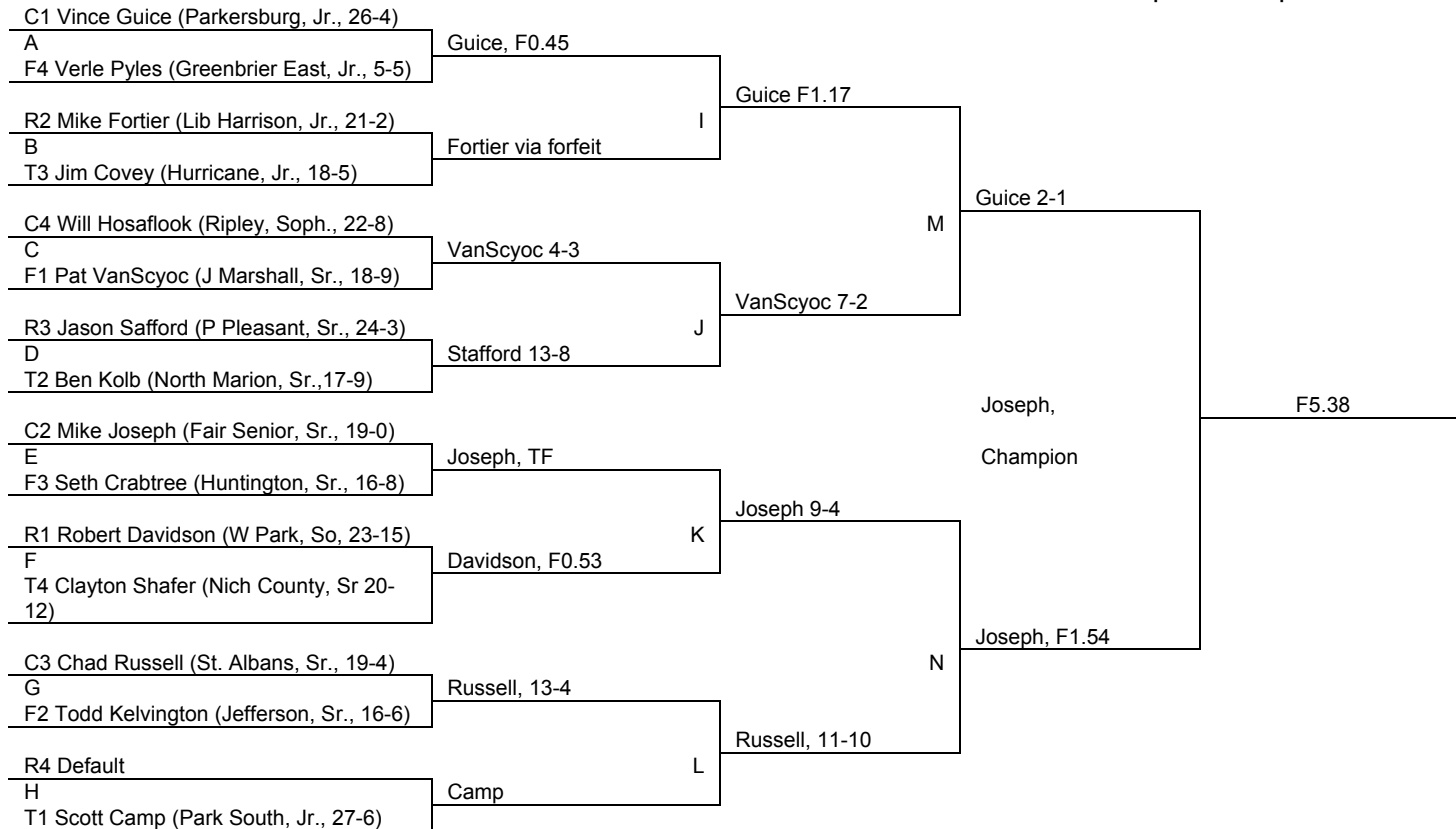 C1 Vince Guice (Parkersburg, Jr., 26-4)
A
Guice, F0.45
F4 Verle Pyles (Greenbrier East, Jr., 5-5)
Guice F1.17
R2 Mike Fortier (Lib Harrison, Jr., 21-2)
I
B
Fortier via forfeit
T3 Jim Covey (Hurricane, Jr., 18-5)
Guice 2-1
C4 Will Hosaflook (Ripley, Soph., 22-8)
M
C
VanScyoc 4-3
F1 Pat VanScyoc (J Marshall, Sr., 18-9)
VanScyoc 7-2
R3 Jason Safford (P Pleasant, Sr., 24-3)
J
D
Stafford 13-8
T2 Ben Kolb (North Marion, Sr.,17-9)
Joseph,
F5.38
C2 Mike Joseph (Fair Senior, Sr., 19-0)
E
Joseph, TF
Champion
F3 Seth Crabtree (Huntington, Sr., 16-8)
Joseph 9-4
R1 Robert Davidson (W Park, So, 23-15)
K
F
Davidson, F0.53
T4 Clayton Shafer (Nich County, Sr 20-
12)
Joseph, F1.54
C3 Chad Russell (St. Albans, Sr., 19-4)
N
G
Russell, 13-4
F2 Todd Kelvington (Jefferson, Sr., 16-6)
Russell, 11-10
R4 Default
L
H
Camp
T1 Scott Camp (Park South, Jr., 27-6)